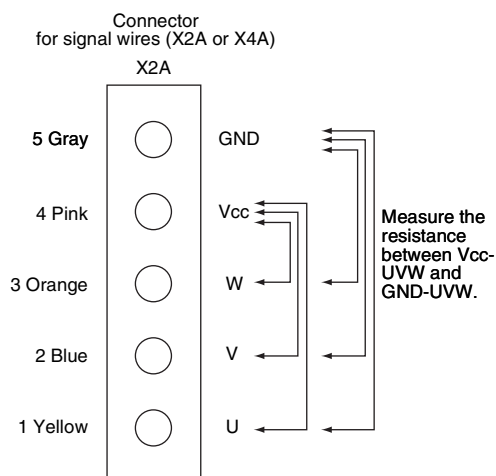 Connector
for signal wires (X2A or X4A)
X2A
5 Gray GND
4 Pink Vcc
3 Orange W
2 Blue V
1 Yellow U
Measure the
resistance
between Vcc-
UVW and
GND-UVW.